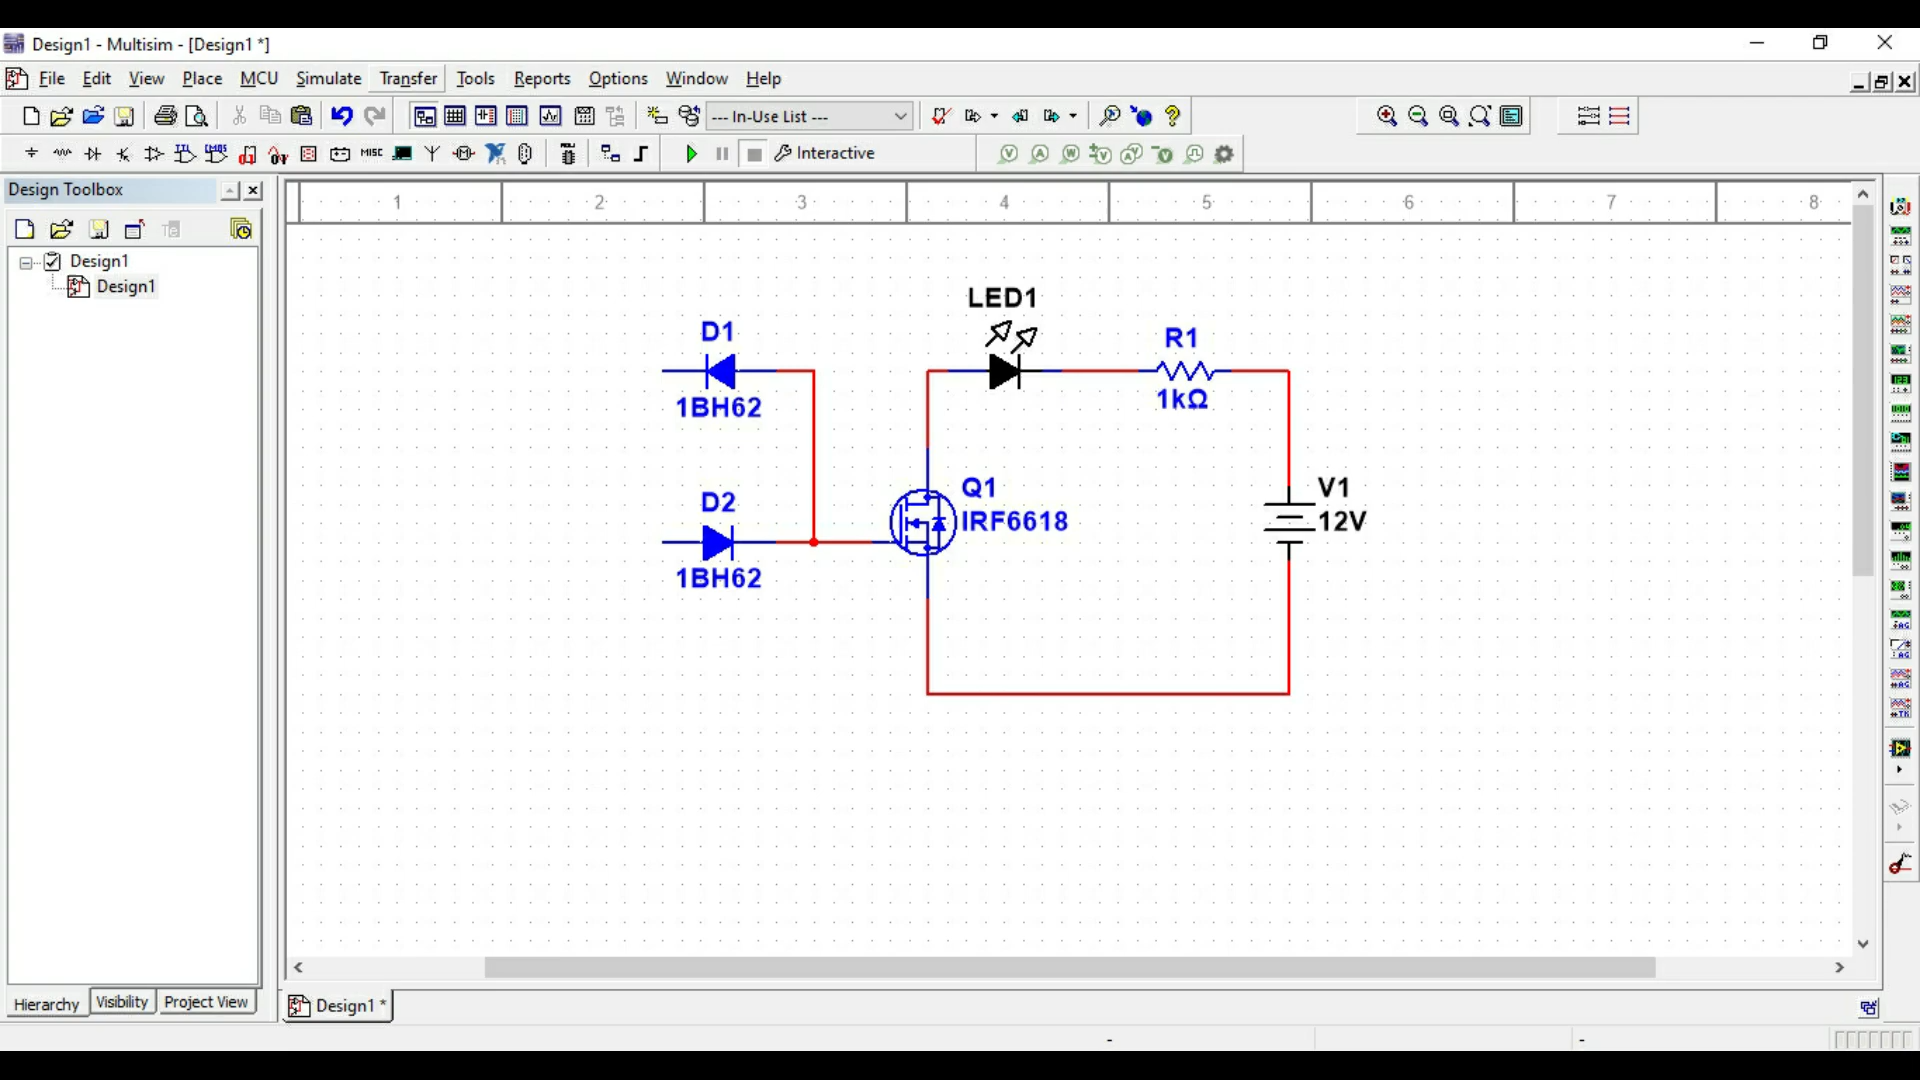 Design1 - Multisim - [Design1 *]
File Edit View Place MCU Simulate Transfer Tools Reports Options Window Help
--- In-Use List ---
MISC
Interactive
Design Toolbox
1 2 3 4 5 6 7 8
Design1
Design1
LED1
D1
R1
1BH62
1kΩ
Q1
V1
D2
IRF6618
12V
1BH62
Hierarchy Visibility Project View
Design1 *
- -